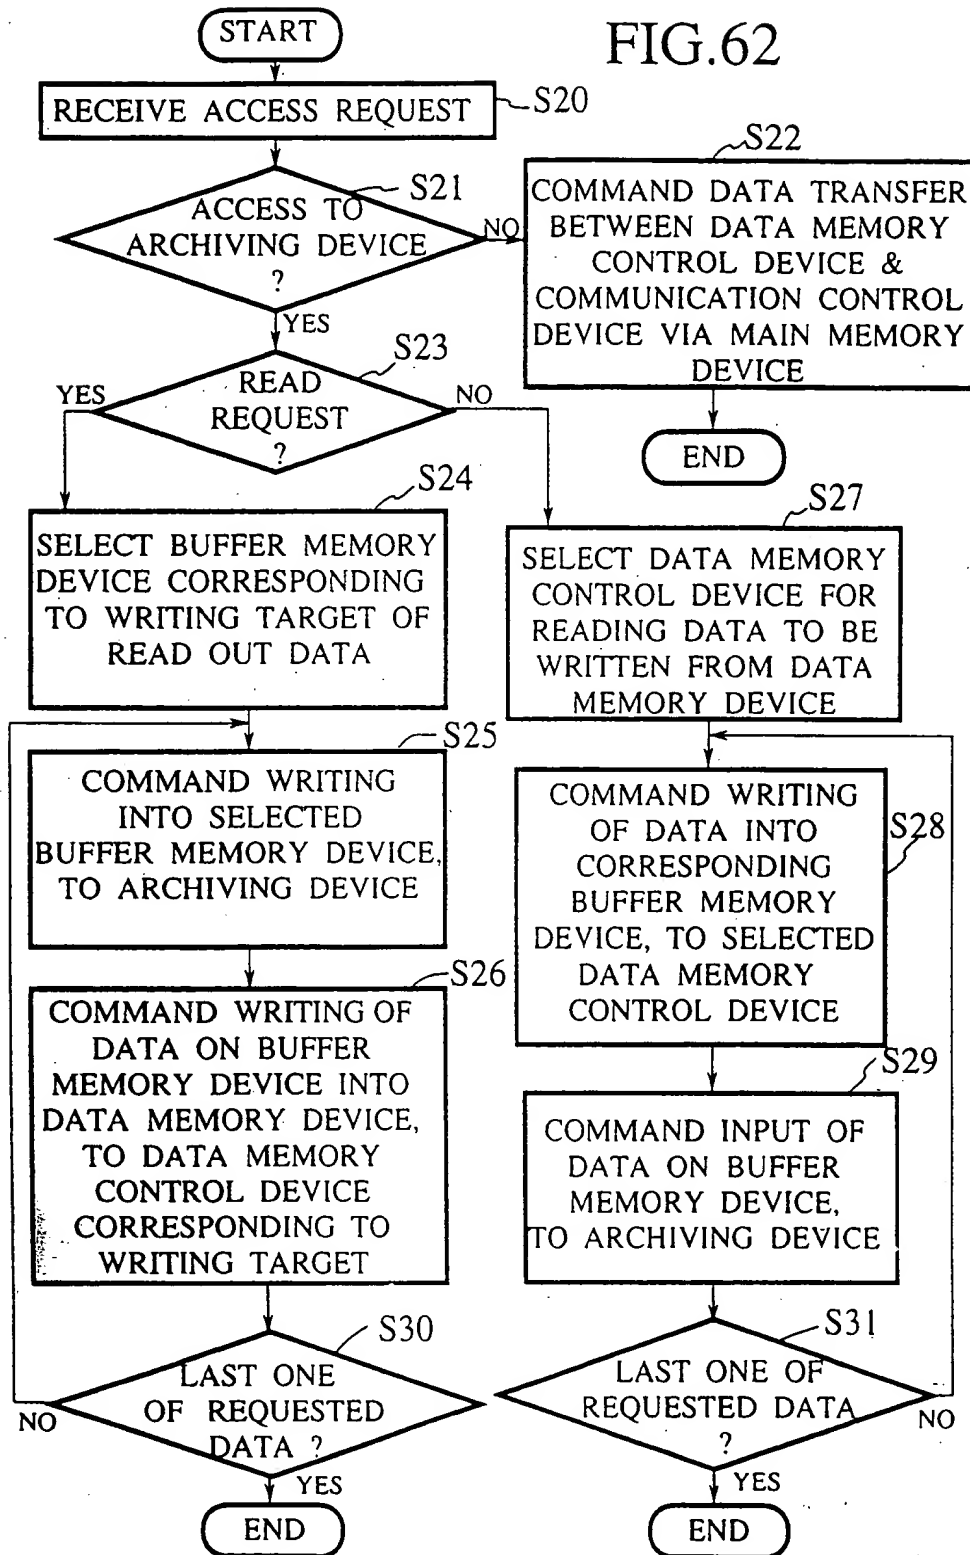 FIG.62
START
RECEIVE ACCESS REQUEST
S20
S21
ACCESS TO
ARCHIVING DEVICE
?
NO
YES
S22
COMMAND DATA TRANSFER
BETWEEN DATA MEMORY
CONTROL DEVICE &
COMMUNICATION CONTROL
DEVICE VIA MAIN MEMORY
DEVICE
END
S23
READ
REQUEST
?
YES
NO
S24
SELECT BUFFER MEMORY
DEVICE CORRESPONDING
TO WRITING TARGET OF
READ OUT DATA
S25
COMMAND WRITING
INTO SELECTED
BUFFER MEMORY DEVICE,
TO ARCHIVING DEVICE
S26
COMMAND WRITING OF
DATA ON BUFFER
MEMORY DEVICE INTO
DATA MEMORY DEVICE,
TO DATA MEMORY
CONTROL DEVICE
CORRESPONDING TO
WRITING TARGET
S30
LAST ONE
OF REQUESTED
DATA ?
NO
YES
END
S27
SELECT DATA MEMORY
CONTROL DEVICE FOR
READING DATA TO BE
WRITTEN FROM DATA
MEMORY DEVICE
S28
COMMAND WRITING
OF DATA INTO
CORRESPONDING
BUFFER MEMORY
DEVICE, TO SELECTED
DATA MEMORY
CONTROL DEVICE
S29
COMMAND INPUT OF
DATA ON BUFFER
MEMORY DEVICE,
TO ARCHIVING DEVICE
S31
LAST ONE OF
REQUESTED DATA
?
NO
YES
END